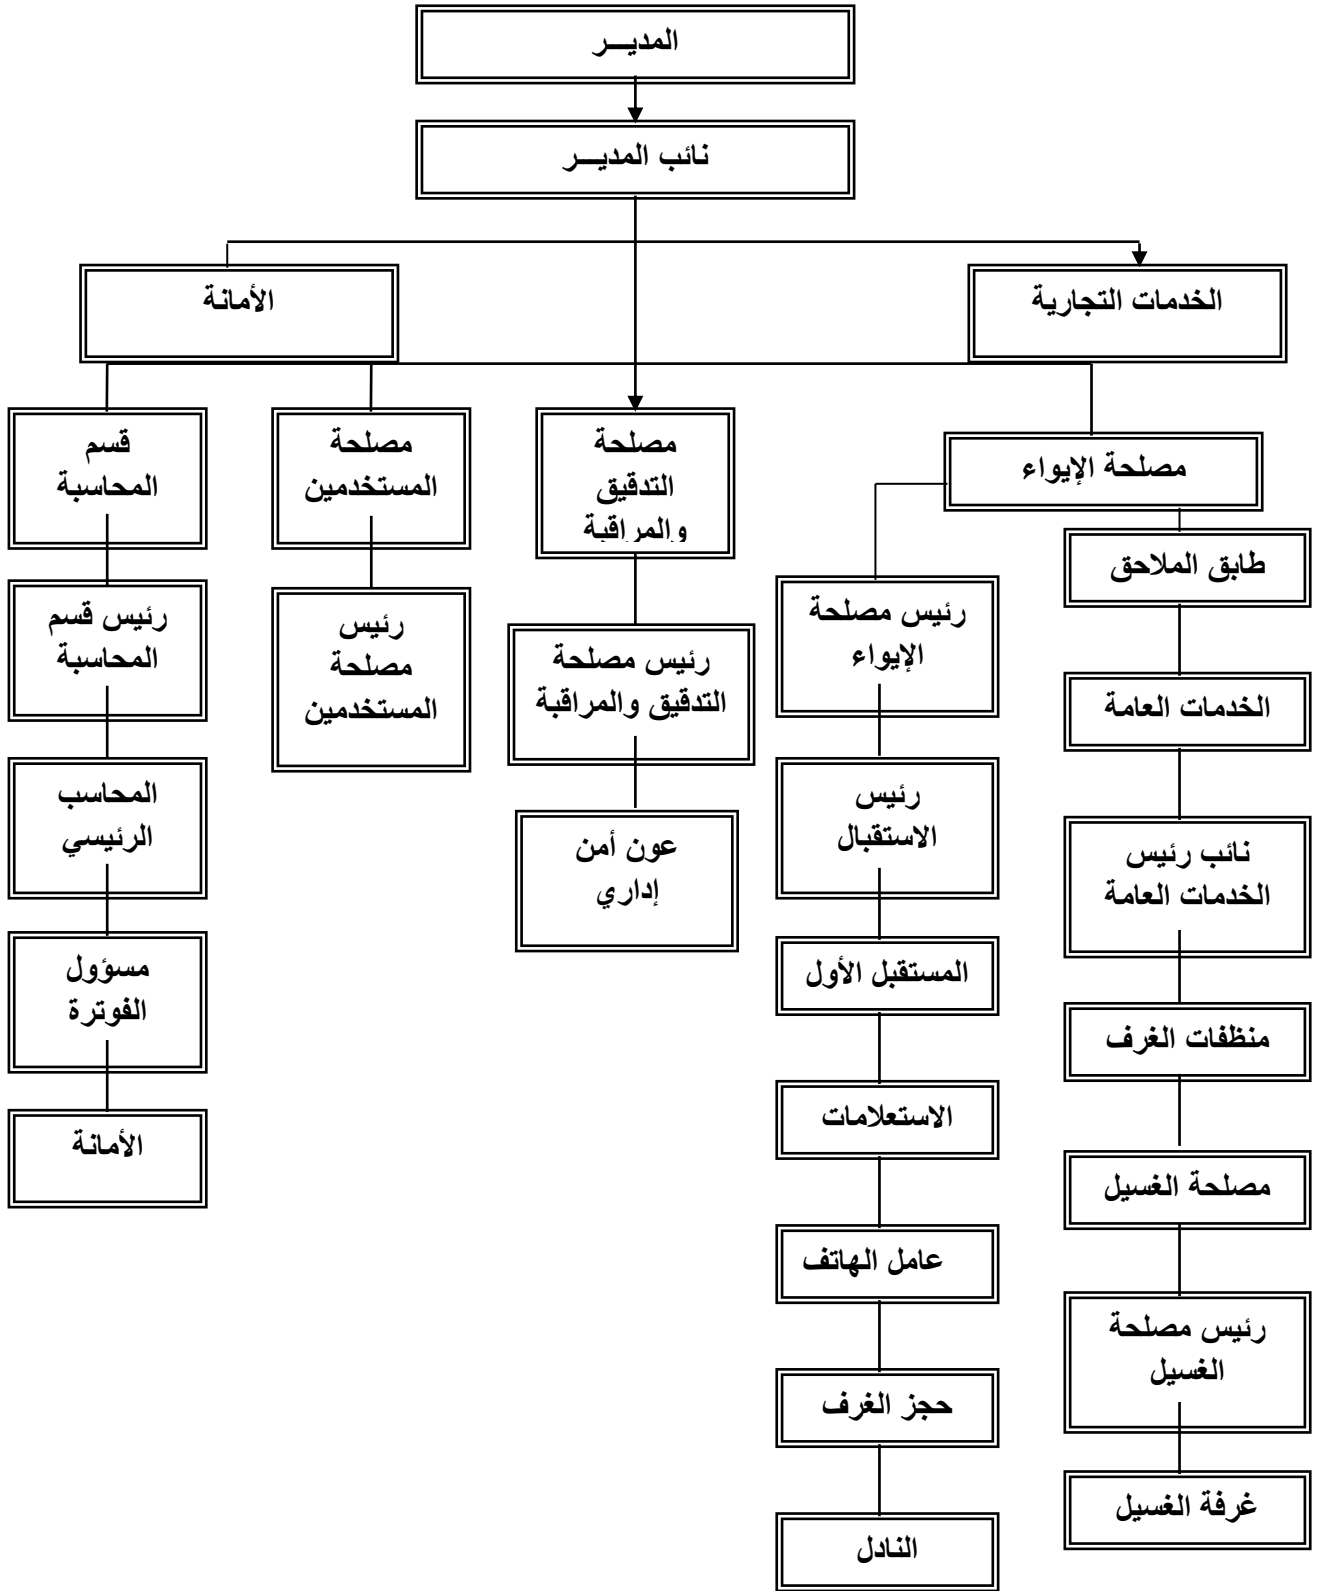 المديـــر
نائب المديـــر
الخدمات التجارية
الأمانة
مصلحة الإيواء
مصلحة
التدقيق
والمراقبة
مصلحة
المستخدمين
قسم
المحاسبة
طابق الملاحق
رئيس مصلحة
الإيواء
رئيس مصلحة
التدقيق والمراقبة
رئيس
مصلحة
المستخدمين
رئيس قسم
المحاسبة
الخدمات العامة
رئيس
الاستقبال
عون أمن
إداري
المحاسب
الرئيسي
نائب رئيس
الخدمات العامة
المستقبل الأول
مسؤول
الفوترة
منظفات الغرف
الاستعلامات
الأمانة
مصلحة الغسيل
عامل الهاتف
رئيس مصلحة
الغسيل
حجز الغرف
غرفة الغسيل
النادل